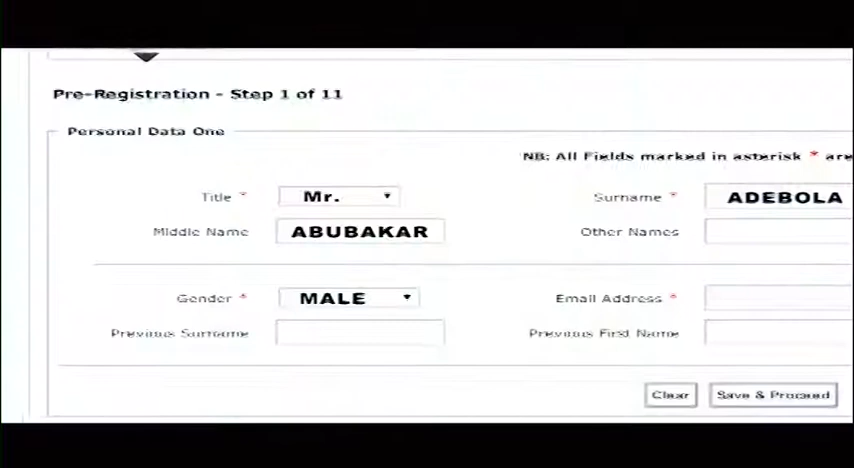 Pre-Registration - Step 1 of 11
Personal Data One
NB: All Fields marked in asterisk * are
Title * Mr. Surname * ADEBOLA
Middle Name ABUBAKAR Other Names
Gender * MALE Email Address *
Previous Surname Previous First Name
Clear Save & Proceed